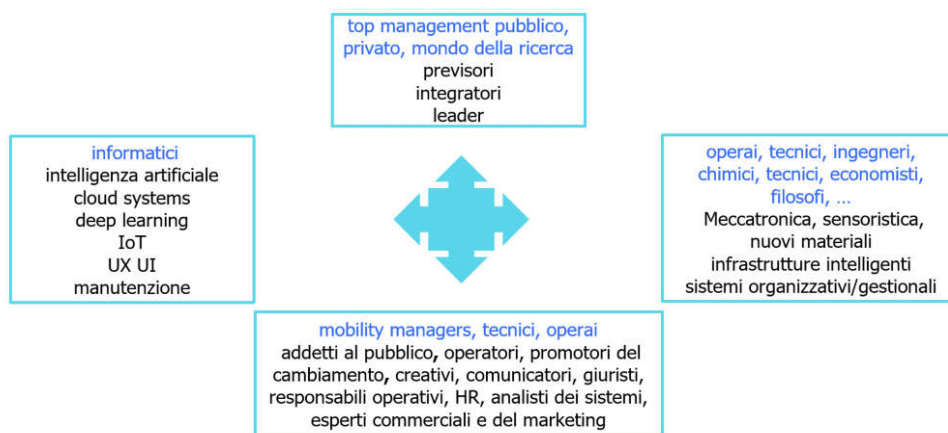 top management pubblico,
privato, mondo della ricerca
previsori
integratori
leader
informatici
intelligenza artificiale
cloud systems
deep learning
IoT
UX UI
manutenzione
operai, tecnici, ingegneri,
chimici, tecnici, economisti,
filosofi, ...
Meccatronica, sensoristica,
nuovi materiali
infrastrutture intelligenti
sistemi organizzativi/gestionali
mobility managers, tecnici, operai
addetti al pubblico, operatori, promotori del
cambiamento, creativi, comunicatori, giuristi,
responsabili operativi, HR, analisti dei sistemi,
esperti commerciali e del marketing